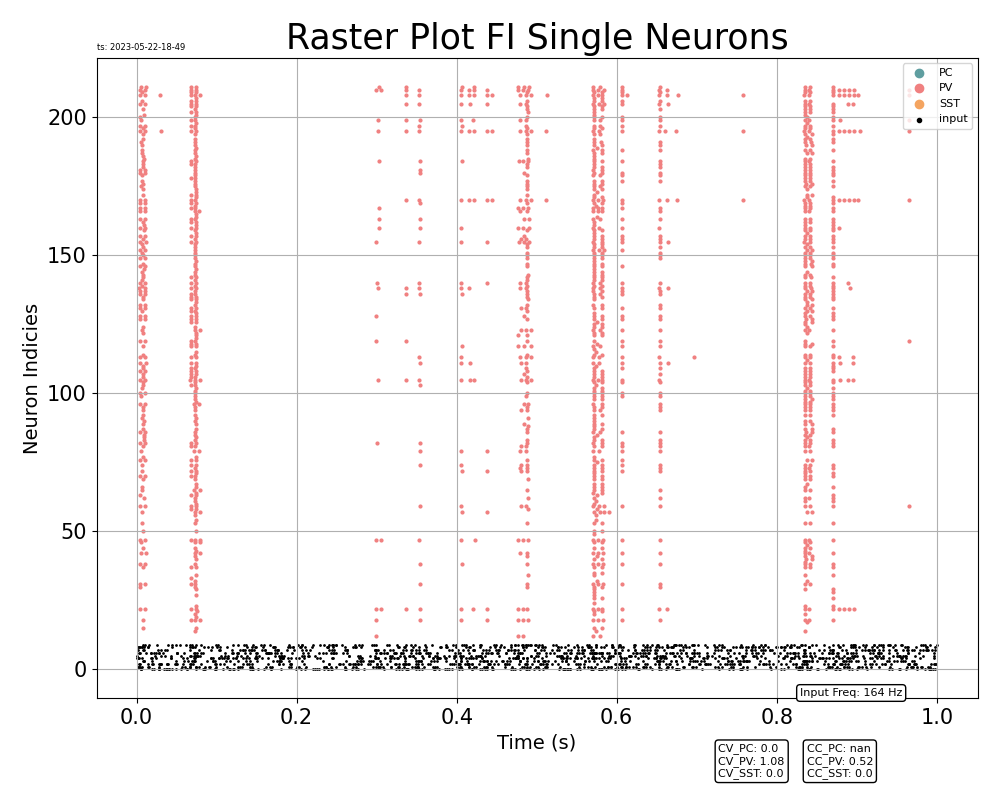 Raster Plot FI Single Neurons
ts: 2023-05-22-18-49
PC
PV
SST
input
200
150
100
50
0
Neuron Indicies
0.0 0.2 0.4 0.6 0.8 1.0
Time (s)
Input Freq: 164 Hz
CV_PC: 0.0
CV_PV: 1.08
CV_SST: 0.0
CC_PC: nan
CC_PV: 0.52
CC_SST: 0.0